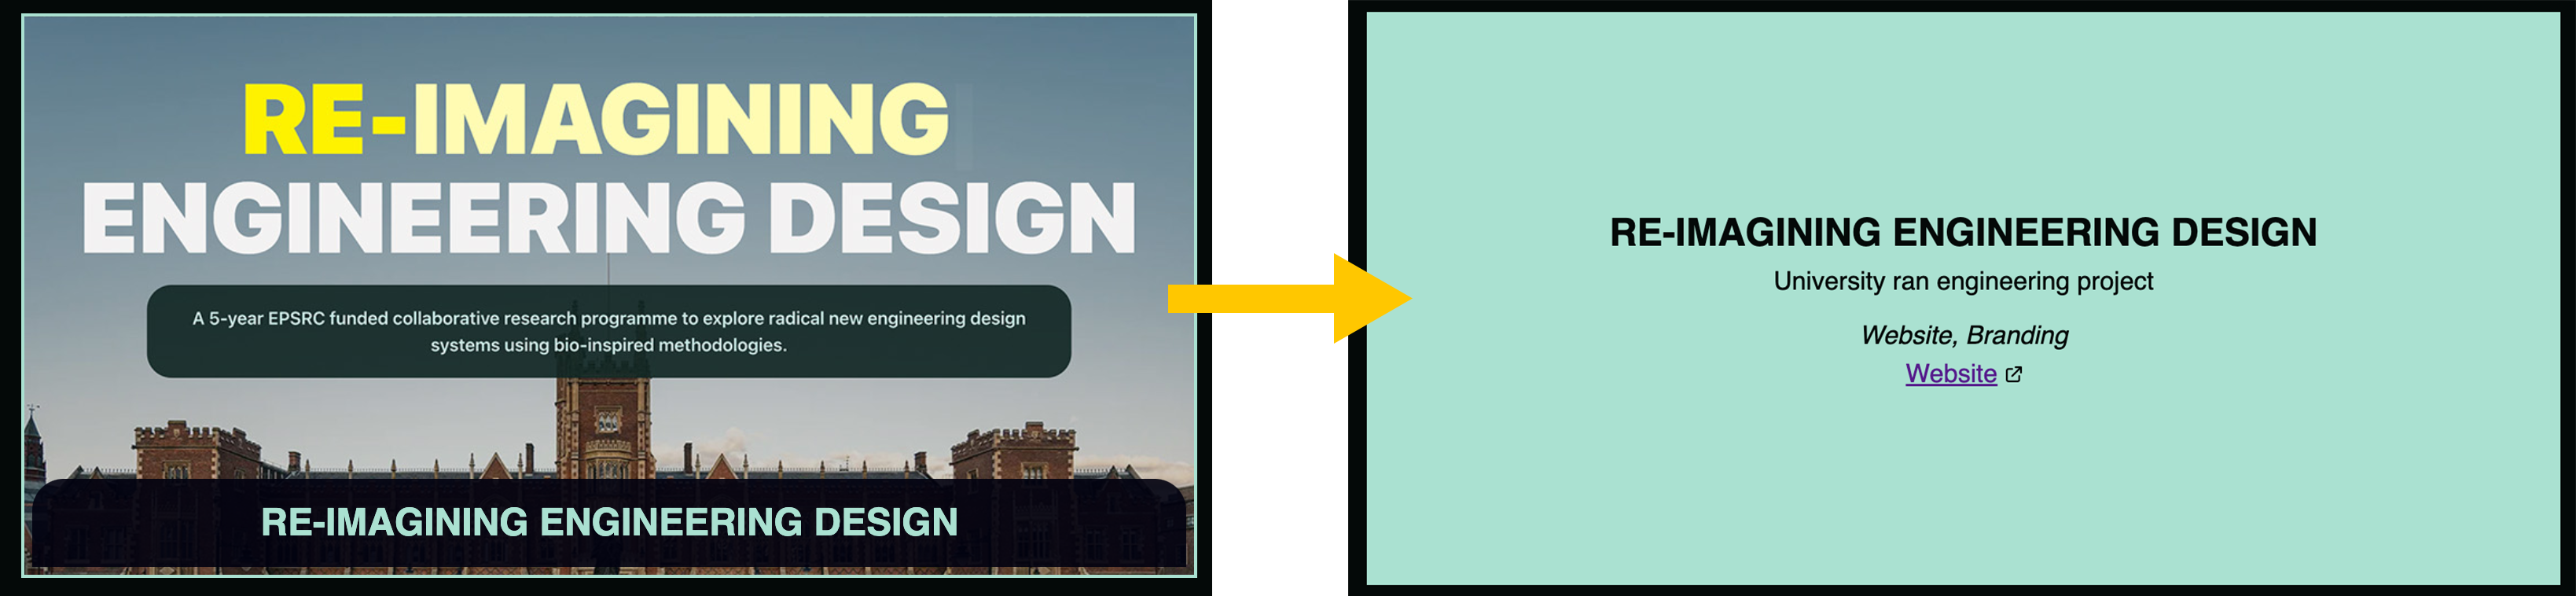 RE-IMAGINING
ENGINEERING DESIGN
A 5-year EPSRC funded collaborative research programme to explore radical new engineering design
systems using bio-inspired methodologies.
RE-IMAGINING ENGINEERING DESIGN
RE-IMAGINING ENGINEERING DESIGN
University ran engineering project
Website, Branding
Website